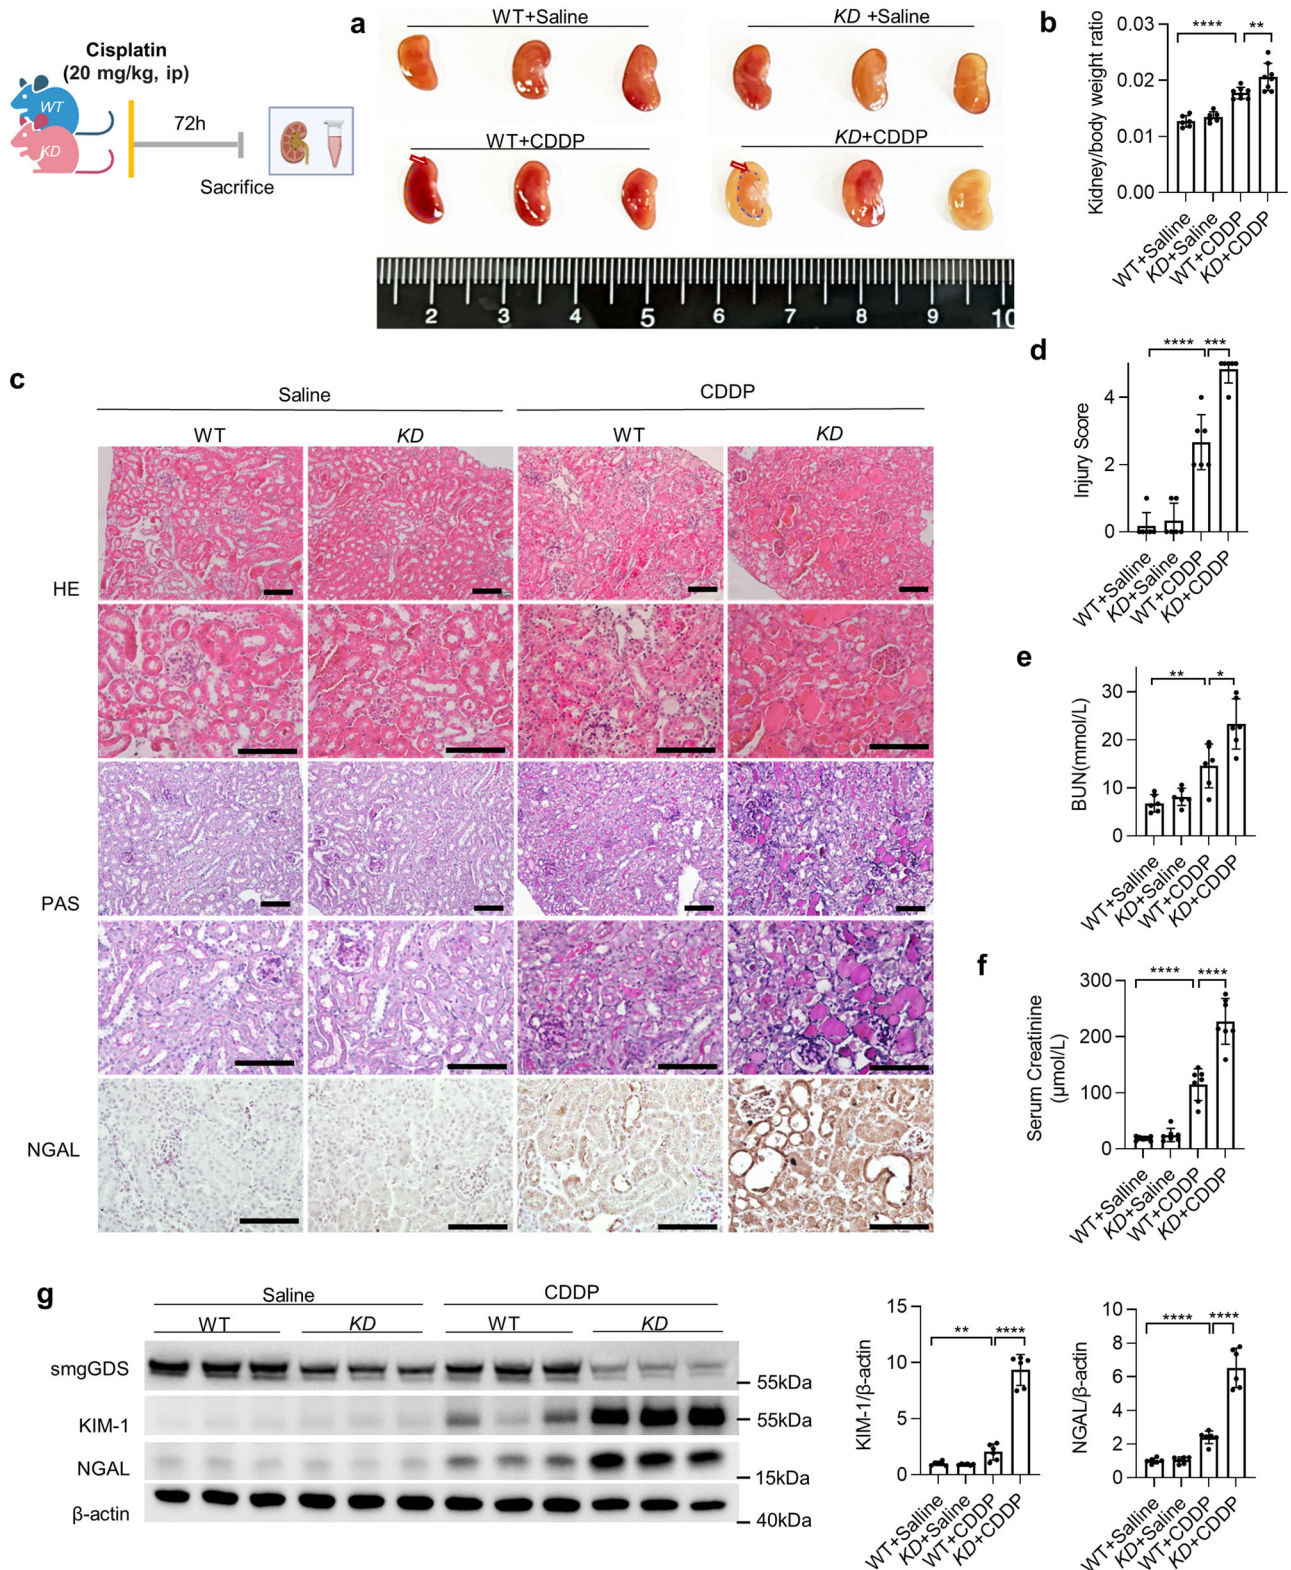 Cisplatin
(20 mg/kg, ip)
WT
KD
72h
Sacrifice
a
WT+Saline
KD +Saline
WT+CDDP
KD+CDDP
2 3 4 5 6 7 8 9 10
b
Kidney/body weight ratio
0.03
0.02
0.01
0.00
**** **
WT+Salline
KD+Saline
WT+CDDP
KD+CDDP
c
Saline
CDDP
WT
KD
WT
KD
HE
PAS
NGAL
d
Injury Score
4
2
0
**** ***
WT+Salline
KD+Saline
WT+CDDP
KD+CDDP
e
BUN(mmol/L)
30
20
10
0
** *
WT+Saline
KD+Saline
WT+CDDP
KD+CDDP
f
Serum Creatinine
(μmol/L)
300
200
100
0
**** ****
WT+Saline
KD+Saline
WT+CDDP
KD+CDDP
g
Saline
CDDP
WT
KD
WT
KD
smgGDS
55kDa
KIM-1
55kDa
NGAL
15kDa
β-actin
40kDa
KIM-1/β-actin
15
10
5
0
** ****
WT+Salline
KD+Saline
WT+CDDP
KD+CDDP
NGAL/β-actin
10
8
6
4
2
0
**** ****
WT+Salline
KD+Saline
WT+CDDP
KD+CDDP